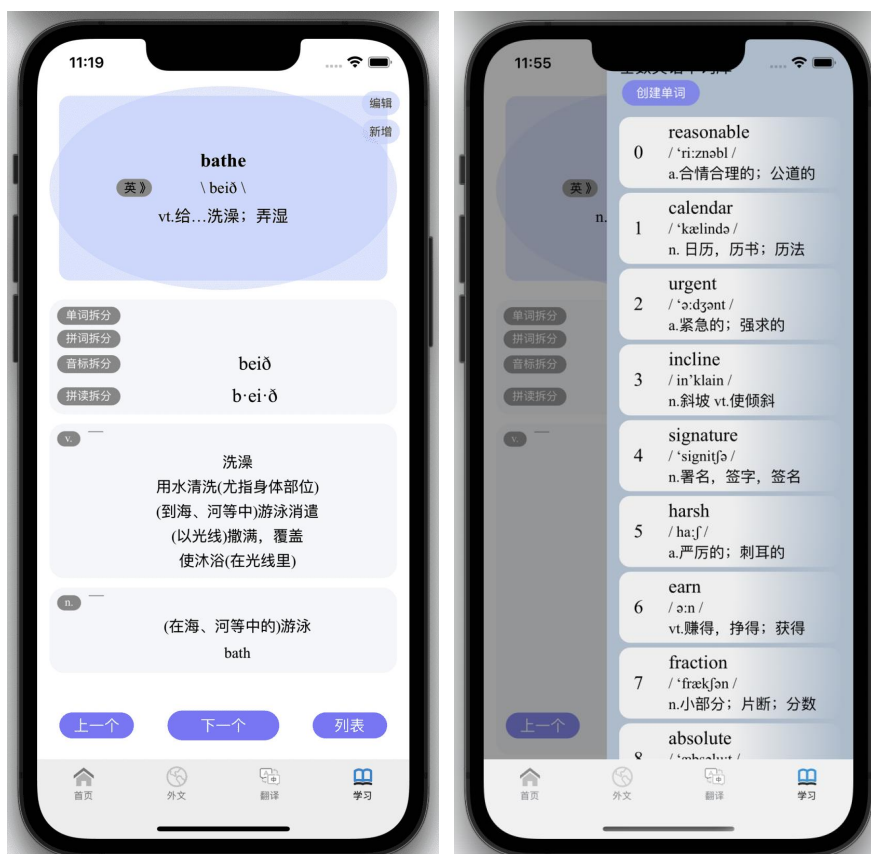 11:19
编辑
新增
bathe
英》
\ beið \
vt.给…洗澡；弄湿
单词拆分
拼词拆分
音标拆分
beið
拼读拆分
b·ei·ð
v.
洗澡
用水清洗(尤指身体部位)
(到海、河等中)游泳消遣
(以光线)撒满，覆盖
使沐浴(在光线里)
n.
(在海、河等中的)游泳
bath
上一个
下一个
列表
首页
外文
翻译
学习
11:55
创建单词
英》
n.
单词拆分
拼词拆分
音标拆分
拼读拆分
v.
0
reasonable
/ ‘ri:znəbl /
a.合情合理的；公道的
1
calendar
/ ‘kælində /
n. 日历，历书；历法
2
urgent
/ ‘ə:dʒənt /
a.紧急的；强求的
3
incline
/ in’klain /
n.斜坡 vt.使倾斜
4
signature
/ ‘signitʃə /
n.署名，签字，签名
5
harsh
/ ha:ʃ /
a.严厉的；刺耳的
6
earn
/ ə:n /
vt.赚得，挣得；获得
7
fraction
/ ‘frækʃən /
n.小部分；片断；分数
8
absolute
上一个
首页
外文
翻译
学习